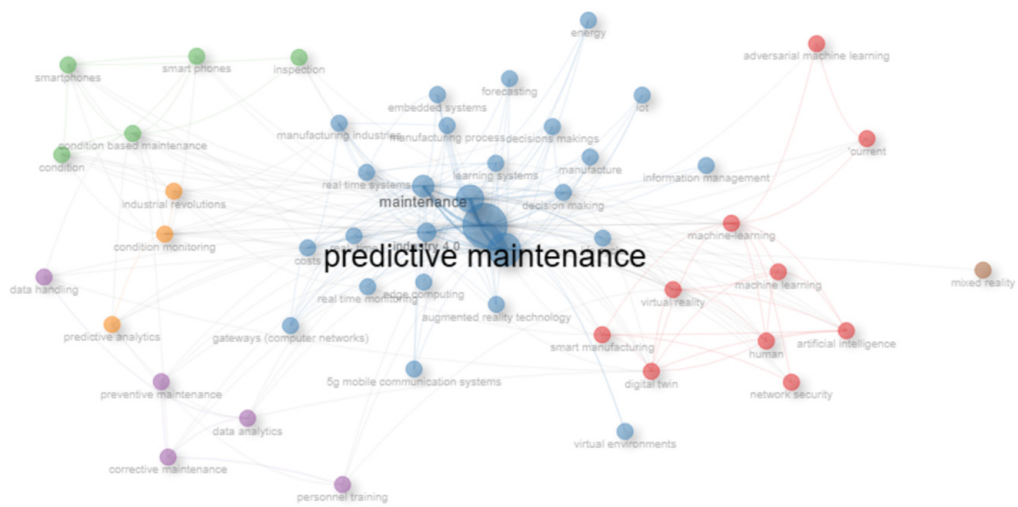 energy
adversarial machine learning
smartphones
smart phones
inspection
forecasting
embedded systems
iot
condition based maintenance
manufacturing industries
manufacturing process
decisions makings
'current
condition
real time systems
learning systems
manufacture
information management
industrial revolutions
maintenance
decision making
condition monitoring
costs
industry 4.0
machine-learning
predictive maintenance
data handling
real time monitoring
edge computing
virtual reality
machine learning
mixed reality
predictive analytics
gateways (computer networks)
augmented reality technology
smart manufacturing
human
artificial intelligence
preventive maintenance
5g mobile communication systems
digital twin
network security
data analytics
virtual environments
corrective maintenance
personnel training